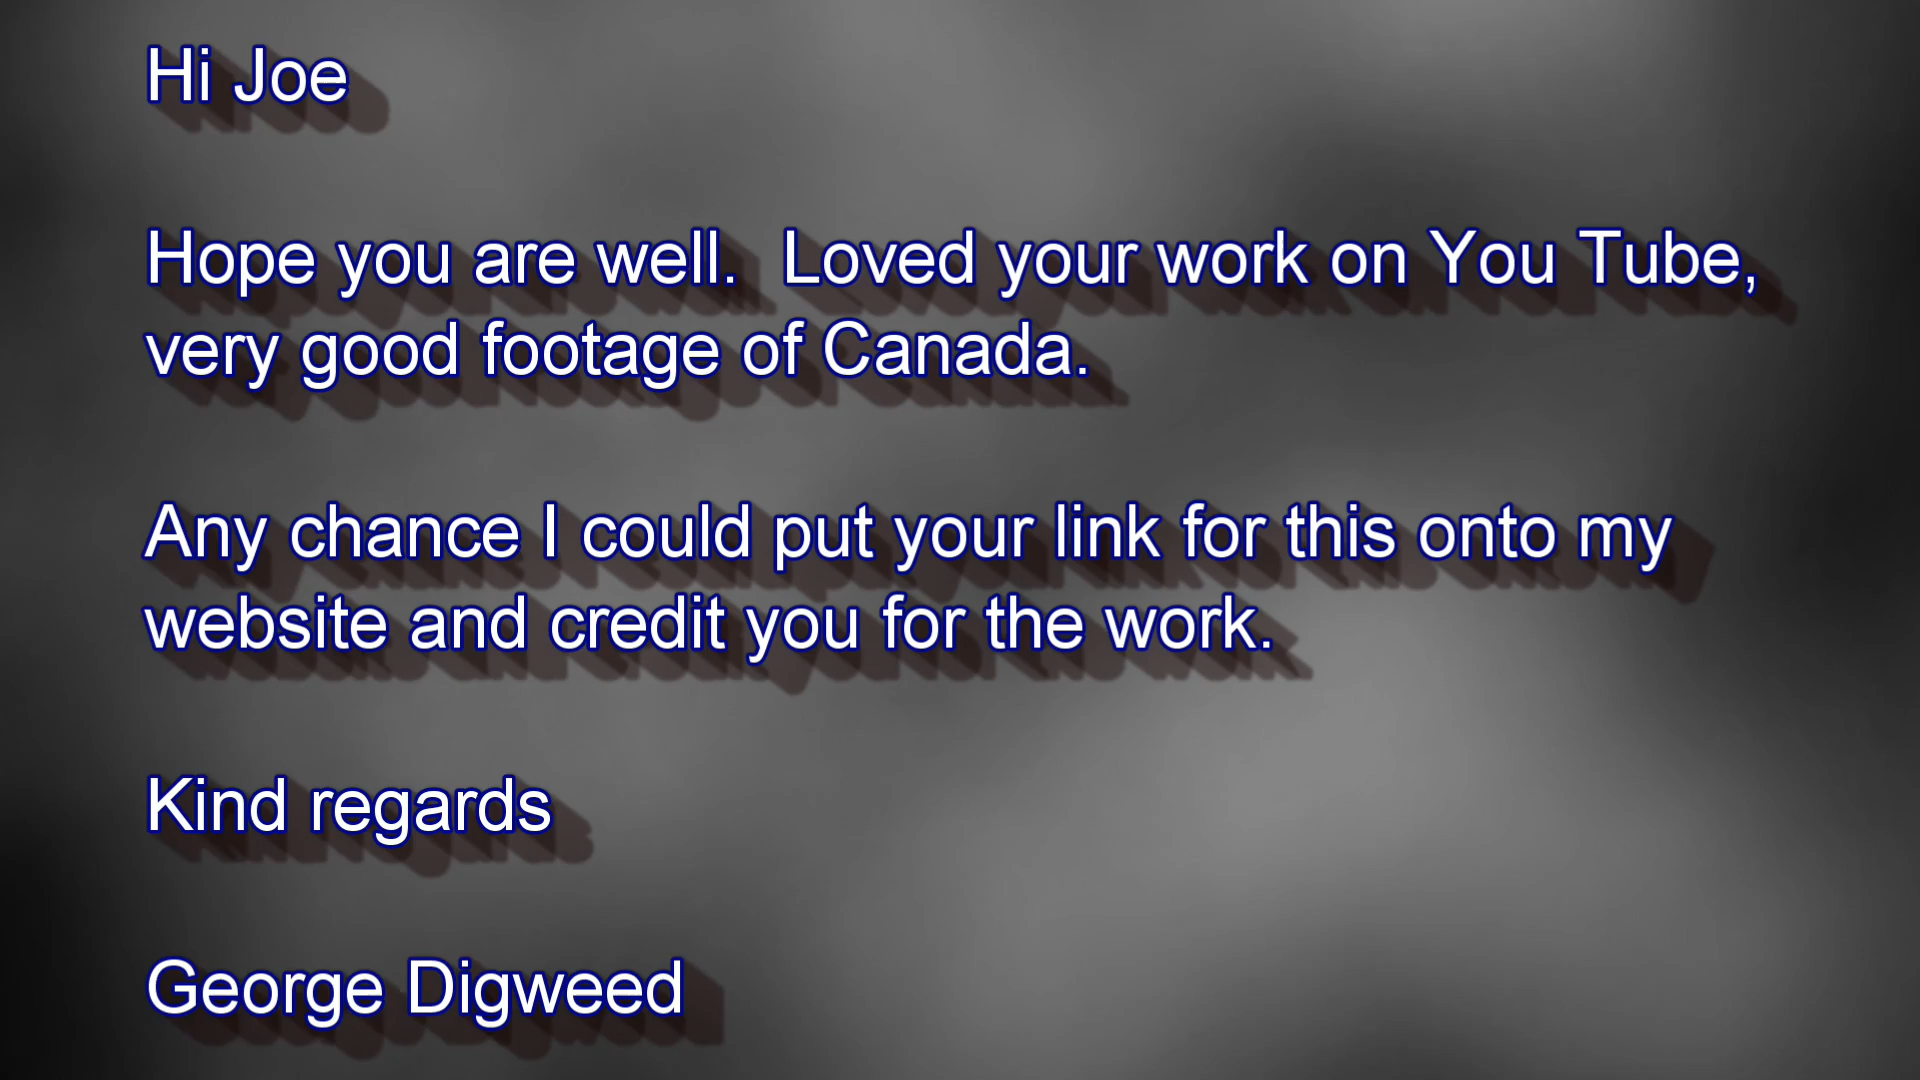 Hi Joe
Hope you are well.  Loved your work on You Tube,
very good footage of Canada.
Any chance I could put your link for this onto my
website and credit you for the work.
Kind regards
George Digweed